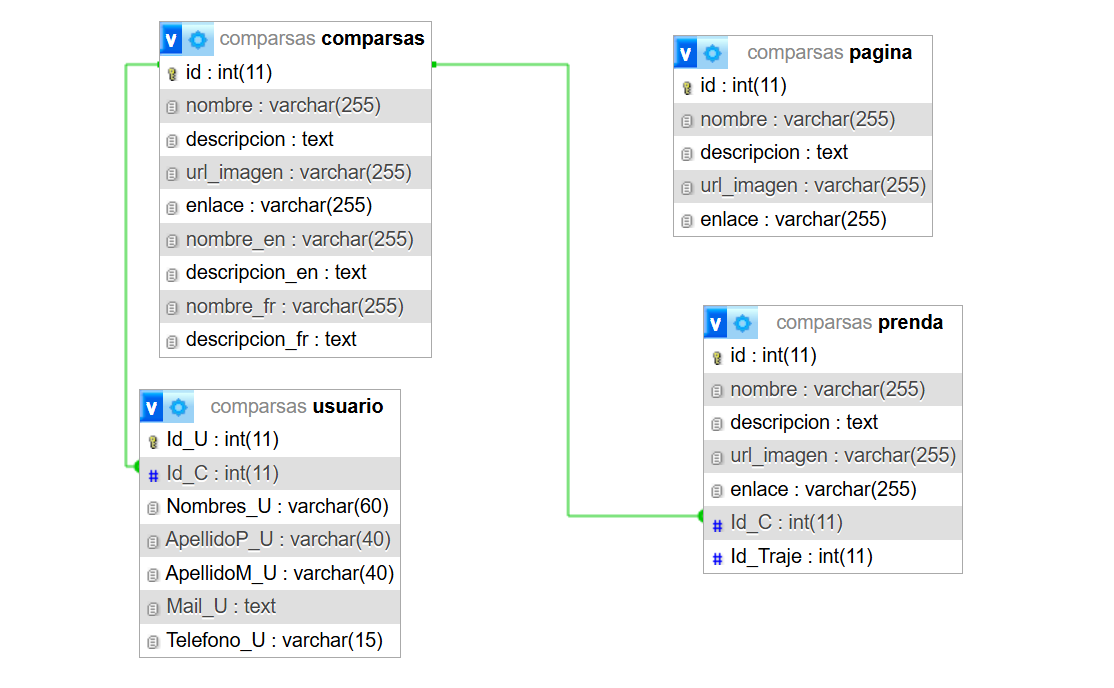 comparsas comparsas
id : int(11)
nombre : varchar(255)
descripcion : text
url_imagen : varchar(255)
enlace : varchar(255)
nombre_en : varchar(255)
descripcion_en : text
nombre_fr : varchar(255)
descripcion_fr : text
comparsas usuario
Id_U : int(11)
Id_C : int(11)
Nombres_U : varchar(60)
ApellidoP_U : varchar(40)
ApellidoM_U : varchar(40)
Mail_U : text
Telefono_U : varchar(15)
comparsas pagina
id : int(11)
nombre : varchar(255)
descripcion : text
url_imagen : varchar(255)
enlace : varchar(255)
comparsas prenda
id : int(11)
nombre : varchar(255)
descripcion : text
url_imagen : varchar(255)
enlace : varchar(255)
Id_C : int(11)
Id_Traje : int(11)